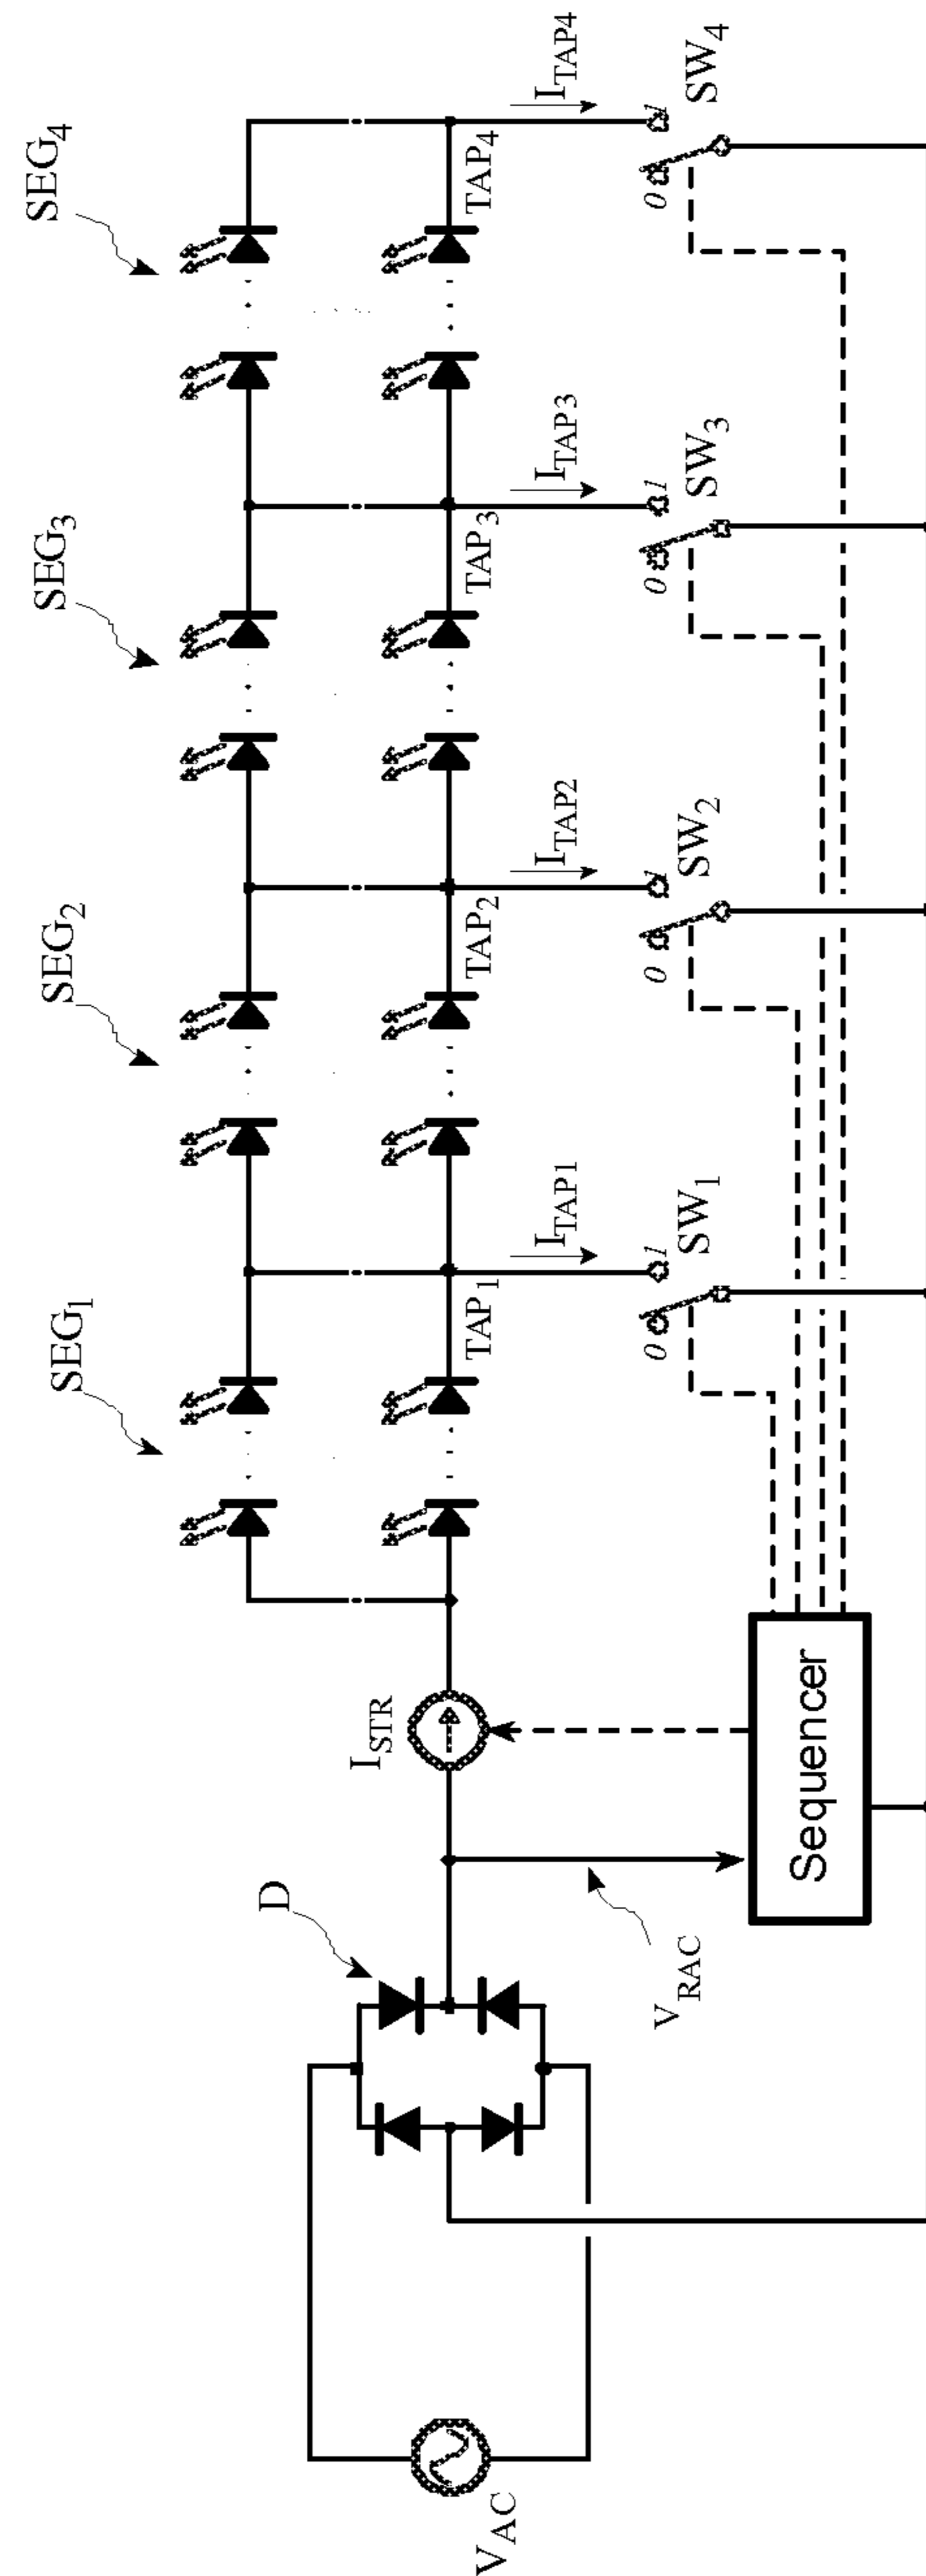 SEG1
SEG2
SEG3
SEG4
D
ISTR
TAP1
TAP2
TAP3
TAP4
ITAP1
ITAP2
ITAP3
ITAP4
VAC
VRAC
0 1
0 1
0 1
0 1
SW1
SW2
SW3
SW4
Sequencer